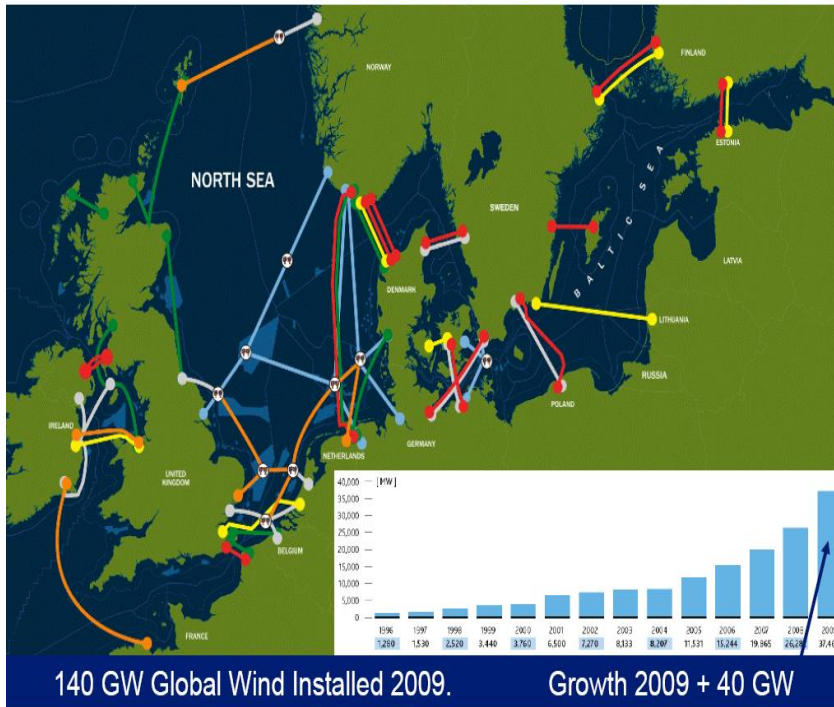 NORWAY
FINLAND
NORTH SEA
ESTONIA
SWEDEN
BALTIC SEA
LATVIA
DENMARK
LITHUANIA
RUSSIA
POLAND
IRELAND
GERMANY
NETHERLANDS
UNITED
KINGDOM
BELGIUM
FRANCE
40,000 [MW]
35,000
30,000
25,000
20,000
15,000
10,000
5,000
0
1996 1997 1998 1999 2000 2001 2002 2003 2004 2005 2006 2007 2008
1,280 1,530 2,520 3,440 3,760 6,500 7,270 8,133 8,207 11,531 15,244 19,865
140 GW Global Wind Installed 2009. Growth 2009 + 40 GW